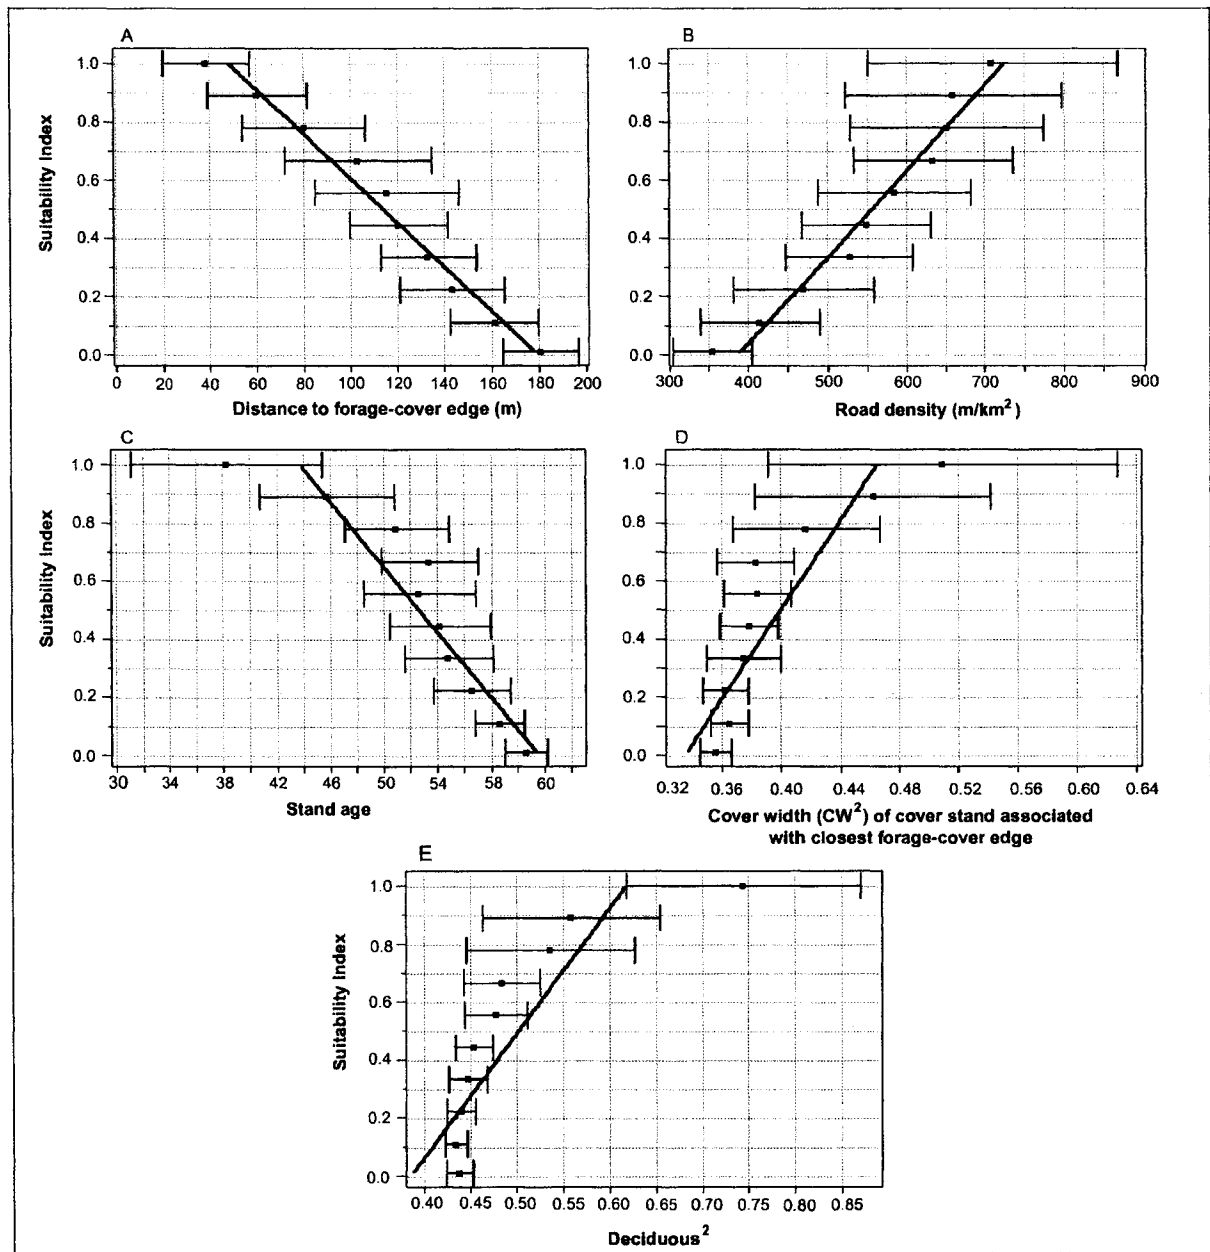 A
B
1.0
0.8
0.6
0.4
0.2
0.0
Suitability Index
0 20 40 60 80 100 120 140 160 180 200
Distance to forage-cover edge (m)
1.0
0.8
0.6
0.4
0.2
0.0
300 400 500 600 700 800 900
Road density (m/km²)
C
D
1.0
0.8
0.6
0.4
0.2
0.0
Suitability Index
30 34 38 42 46 50 54 58 60
Stand age
1.0
0.8
0.6
0.4
0.2
0.0
0.32 0.36 0.40 0.44 0.48 0.52 0.56 0.60 0.64
Cover width (CW²) of cover stand associated
with closest forage-cover edge
E
1.0
0.8
0.6
0.4
0.2
0.0
Suitability Index
0.40 0.45 0.50 0.55 0.60 0.65 0.70 0.75 0.80 0.85
Deciduous²